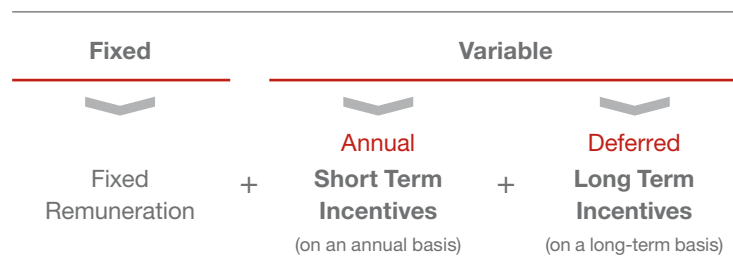 Fixed
Variable
Annual
Deferred
Fixed
Remuneration
+
Short Term
Incentives
(on an annual basis)
+
Long Term
Incentives
(on a long-term basis)